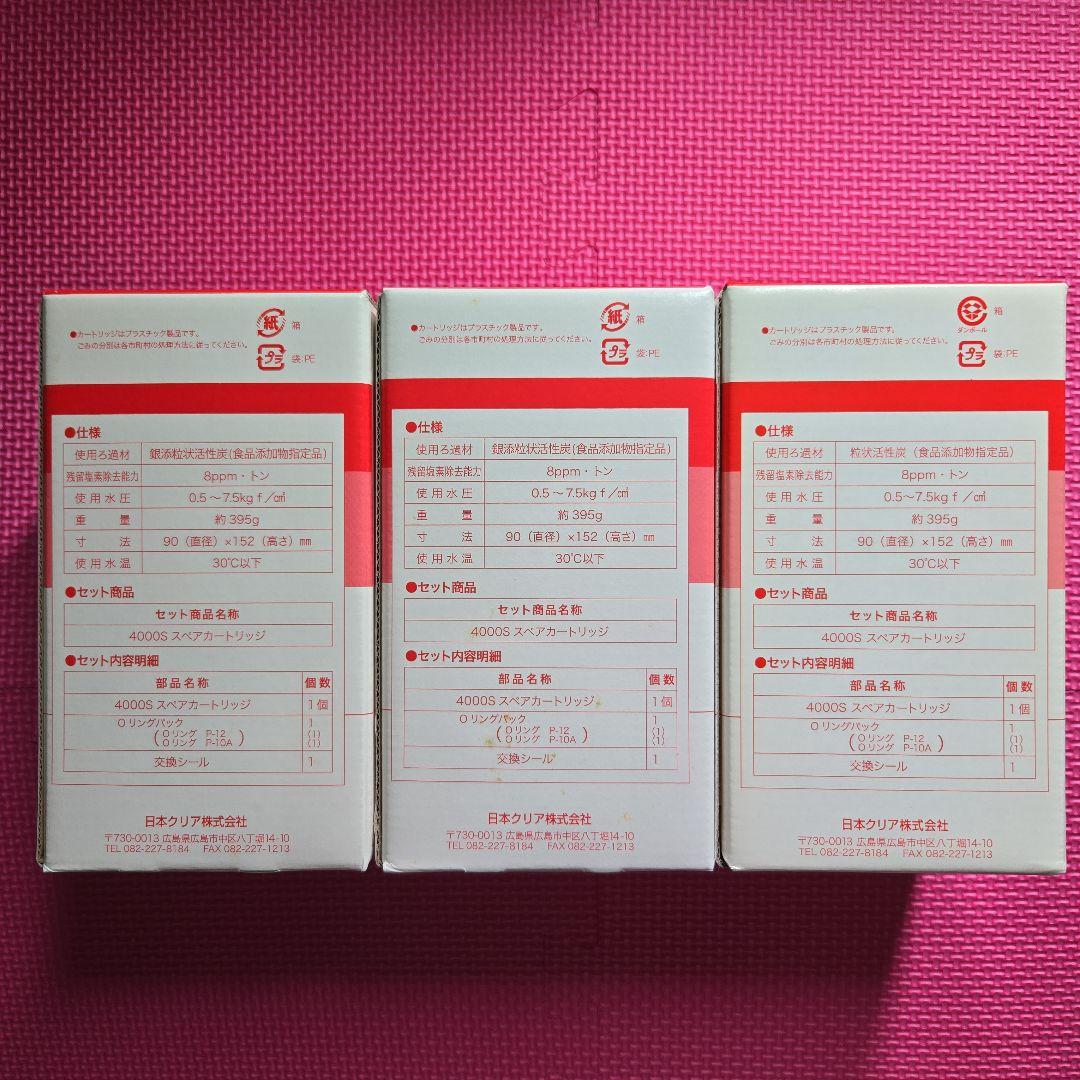 ●カートリッジはプラスチック製品です。
ごみの分別は各市町村の処理方法に従ってください。
紙 箱
プラ 袋:PE
●仕様
使用ろ過材 銀添粒状活性炭(食品添加物指定品)
残留塩素除去能力 8ppm・トン
使用水圧 0.5～7.5kgf/㎠
重量 約395g
寸法 90（直径）×152（高さ）㎜
使用水温 30℃以下
●セット商品
セット商品名称
4000S スペアカートリッジ
●セット内容明細
部品名称 個数
4000S スペアカートリッジ 1個
Oリングパック 1
(Oリング P-12 (1)
Oリング P-10A) (1)
交換シール 1
日本クリア株式会社
〒730-0013 広島県広島市中区八丁堀14-10
TEL 082-227-8184 FAX 082-227-1213
●カートリッジはプラスチック製品です。
ごみの分別は各市町村の処理方法に従ってください。
紙 箱
プラ 袋:PE
●仕様
使用ろ過材 銀添粒状活性炭(食品添加物指定品)
残留塩素除去能力 8ppm・トン
使用水圧 0.5～7.5kgf/㎠
重量 約395g
寸法 90（直径）×152（高さ）㎜
使用水温 30℃以下
●セット商品
セット商品名称
4000S スペアカートリッジ
●セット内容明細
部品名称 個数
4000S スペアカートリッジ 1個
Oリングパック 1
(Oリング P-12 (1)
Oリング P-10A) (1)
交換シール 1
日本クリア株式会社
〒730-0013 広島県広島市中区八丁堀14-10
TEL 082-227-8184 FAX 082-227-1213
●カートリッジはプラスチック製品です。
ごみの分別は各市町村の処理方法に従ってください。
ダンボール 箱
プラ 袋:PE
●仕様
使用ろ過材 粒状活性炭（食品添加物指定品）
残留塩素除去能力 8ppm・トン
使用水圧 0.5～7.5kgf/㎠
重量 約395g
寸法 90（直径）×152（高さ）㎜
使用水温 30℃以下
●セット商品
セット商品名称
4000S スペアカートリッジ
●セット内容明細
部品名称 個数
4000S スペアカートリッジ 1個
Oリングパック 1
(Oリング P-12 (1)
Oリング P-10A) (1)
交換シール 1
日本クリア株式会社
〒730-0013 広島県広島市中区八丁堀14-10
TEL 082-227-8184 FAX 082-227-1213